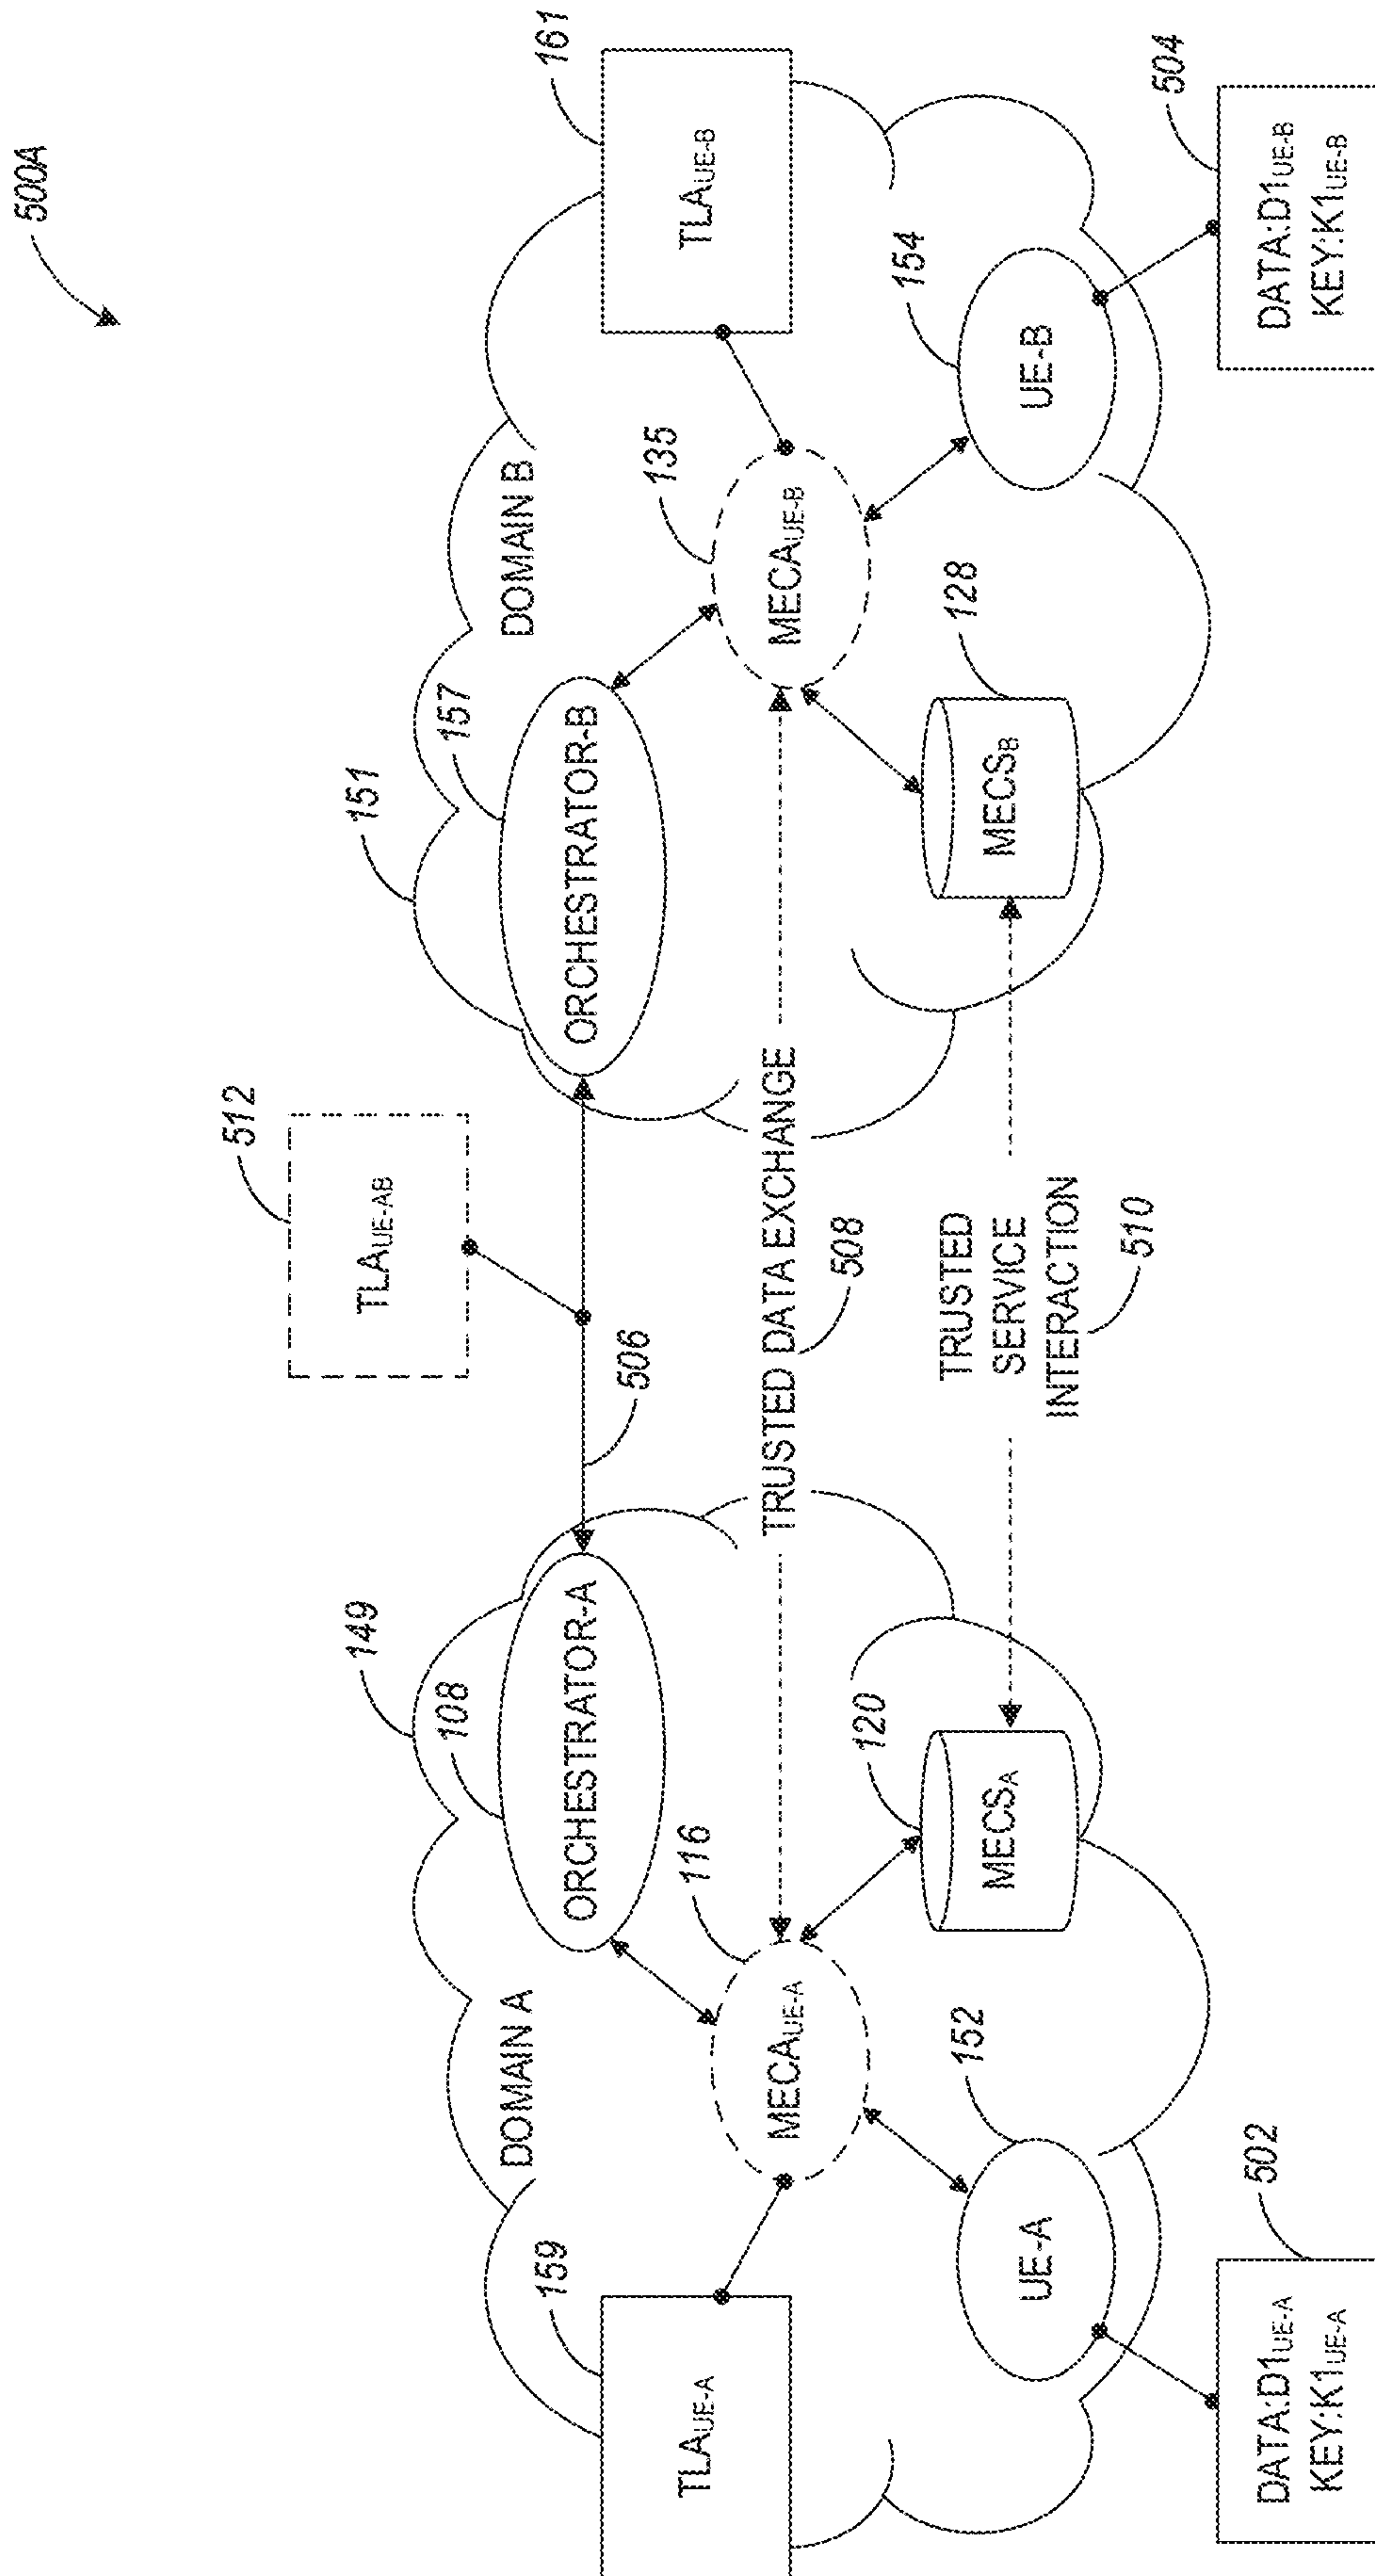 500A
512
TLAUE-AB
149
108
ORCHESTRATOR-A
506
151
157
ORCHESTRATOR-B
DOMAIN A
DOMAIN B
159
TLAUE-A
161
TLAUE-B
116
MECAUE-A
TRUSTED DATA EXCHANGE
508
135
MECAUE-B
152
UE-A
120
MECSA
TRUSTED
SERVICE
INTERACTION
510
128
MECSB
154
UE-B
502
DATA:D1UE-A
KEY:K1UE-A
504
DATA:D1UE-B
KEY:K1UE-B